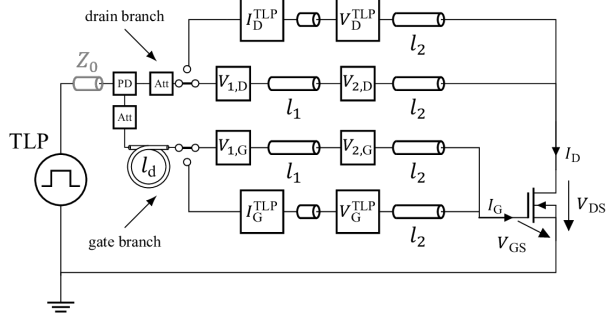 drain branch
I_D^TLP
V_D^TLP
l_2
Z_0
PD
Att
V_1,D
l_1
V_2,D
l_2
Att
TLP
l_d
V_1,G
l_1
V_2,G
l_2
I_D
gate branch
I_G^TLP
V_G^TLP
l_2
I_G
V_GS
V_DS